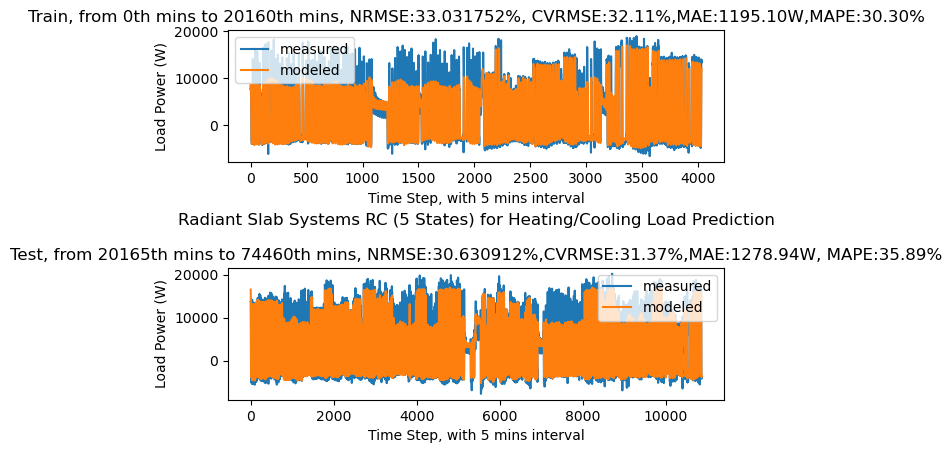 Train, from 0th mins to 20160th mins, NRMSE:33.031752%, CVRMSE:32.11%,MAE:1195.10W,MAPE:30.30%
20000
10000
0
Load Power (W)
measured
modeled
0 500 1000 1500 2000 2500 3000 3500 4000
Time Step, with 5 mins interval
Radiant Slab Systems RC (5 States) for Heating/Cooling Load Prediction
Test, from 20165th mins to 74460th mins, NRMSE:30.630912%,CVRMSE:31.37%,MAE:1278.94W, MAPE:35.89%
20000
10000
0
Load Power (W)
measured
modeled
0 2000 4000 6000 8000 10000
Time Step, with 5 mins interval